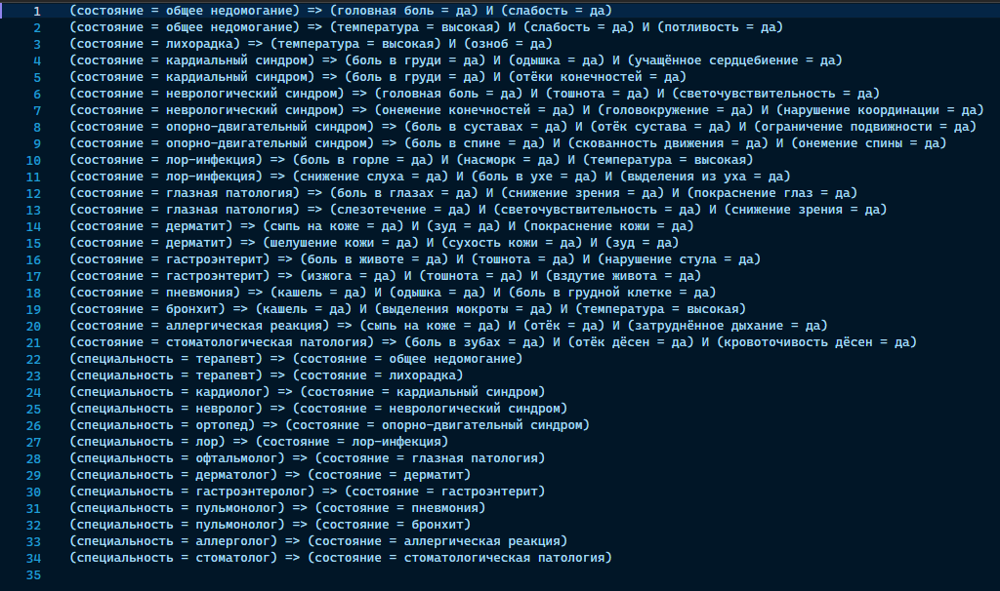 1 (состояние = общее недомогание) => (головная боль = да) И (слабость = да)
2 (состояние = общее недомогание) => (температура = высокая) И (слабость = да) И (потливость = да)
3 (состояние = лихорадка) => (температура = высокая) И (озноб = да)
4 (состояние = кардиальный синдром) => (боль в груди = да) И (одышка = да) И (учащённое сердцебиение = да)
5 (состояние = кардиальный синдром) => (боль в груди = да) И (отёки конечностей = да)
6 (состояние = неврологический синдром) => (головная боль = да) И (тошнота = да) И (светочувствительность = да)
7 (состояние = неврологический синдром) => (онемение конечностей = да) И (головокружение = да) И (нарушение координации = да)
8 (состояние = опорно-двигательный синдром) => (боль в суставах = да) И (отёк сустава = да) И (ограничение подвижности = да)
9 (состояние = опорно-двигательный синдром) => (боль в спине = да) И (скованность движения = да) И (онемение спины = да)
10 (состояние = лор-инфекция) => (боль в горле = да) И (насморк = да) И (температура = высокая)
11 (состояние = лор-инфекция) => (снижение слуха = да) И (боль в ухе = да) И (выделения из уха = да)
12 (состояние = глазная патология) => (боль в глазах = да) И (снижение зрения = да) И (покраснение глаз = да)
13 (состояние = глазная патология) => (слезотечение = да) И (светочувствительность = да) И (снижение зрения = да)
14 (состояние = дерматит) => (сыпь на коже = да) И (зуд = да) И (покраснение кожи = да)
15 (состояние = дерматит) => (шелушение кожи = да) И (сухость кожи = да) И (зуд = да)
16 (состояние = гастроэнтерит) => (боль в животе = да) И (тошнота = да) И (нарушение стула = да)
17 (состояние = гастроэнтерит) => (изжога = да) И (тошнота = да) И (вздутие живота = да)
18 (состояние = пневмония) => (кашель = да) И (одышка = да) И (боль в грудной клетке = да)
19 (состояние = бронхит) => (кашель = да) И (выделения мокроты = да) И (температура = высокая)
20 (состояние = аллергическая реакция) => (сыпь на коже = да) И (отёк = да) И (затруднённое дыхание = да)
21 (состояние = стоматологическая патология) => (боль в зубах = да) И (отёк дёсен = да) И (кровоточивость дёсен = да)
22 (специальность = терапевт) => (состояние = общее недомогание)
23 (специальность = терапевт) => (состояние = лихорадка)
24 (специальность = кардиолог) => (состояние = кардиальный синдром)
25 (специальность = невролог) => (состояние = неврологический синдром)
26 (специальность = ортопед) => (состояние = опорно-двигательный синдром)
27 (специальность = лор) => (состояние = лор-инфекция)
28 (специальность = офтальмолог) => (состояние = глазная патология)
29 (специальность = дерматолог) => (состояние = дерматит)
30 (специальность = гастроэнтеролог) => (состояние = гастроэнтерит)
31 (специальность = пульмонолог) => (состояние = пневмония)
32 (специальность = пульмонолог) => (состояние = бронхит)
33 (специальность = аллерголог) => (состояние = аллергическая реакция)
34 (специальность = стоматолог) => (состояние = стоматологическая патология)
35